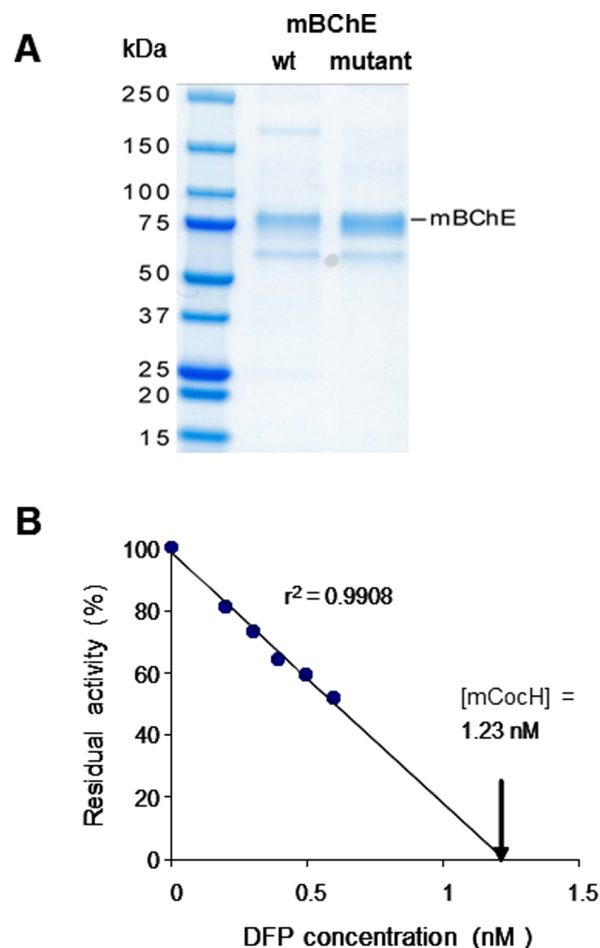 A
mBChE
kDa
wt mutant
250
150
100
75
mBChE
50
37
25
20
15
B
100
80
60
40
20
0
Residual activity (%)
r² = 0.9908
[mCocH] =
1.23 nM
0 0.5 1 1.5
DFP concentration (nM )